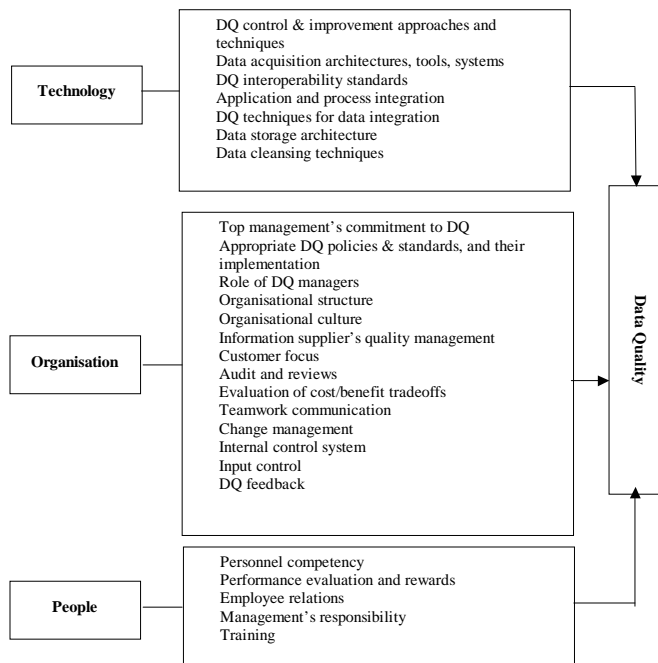 Technology
DQ control & improvement approaches and
techniques
Data acquisition architectures, tools, systems
DQ interoperability standards
Application and process integration
DQ techniques for data integration
Data storage architecture
Data cleansing techniques
Organisation
Top management's commitment to DQ
Appropriate DQ policies & standards, and their
implementation
Role of DQ managers
Organisational structure
Organisational culture
Information supplier's quality management
Customer focus
Audit and reviews
Evaluation of cost/benefit tradeoffs
Teamwork communication
Change management
Internal control system
Input control
DQ feedback
People
Personnel competency
Performance evaluation and rewards
Employee relations
Management's responsibility
Training
Data Quality